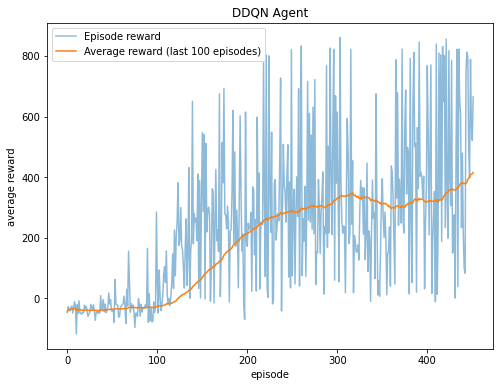 DDQN Agent
Episode reward
Average reward (last 100 episodes)
average reward
800
600
400
200
0
0 100 200 300 400
episode